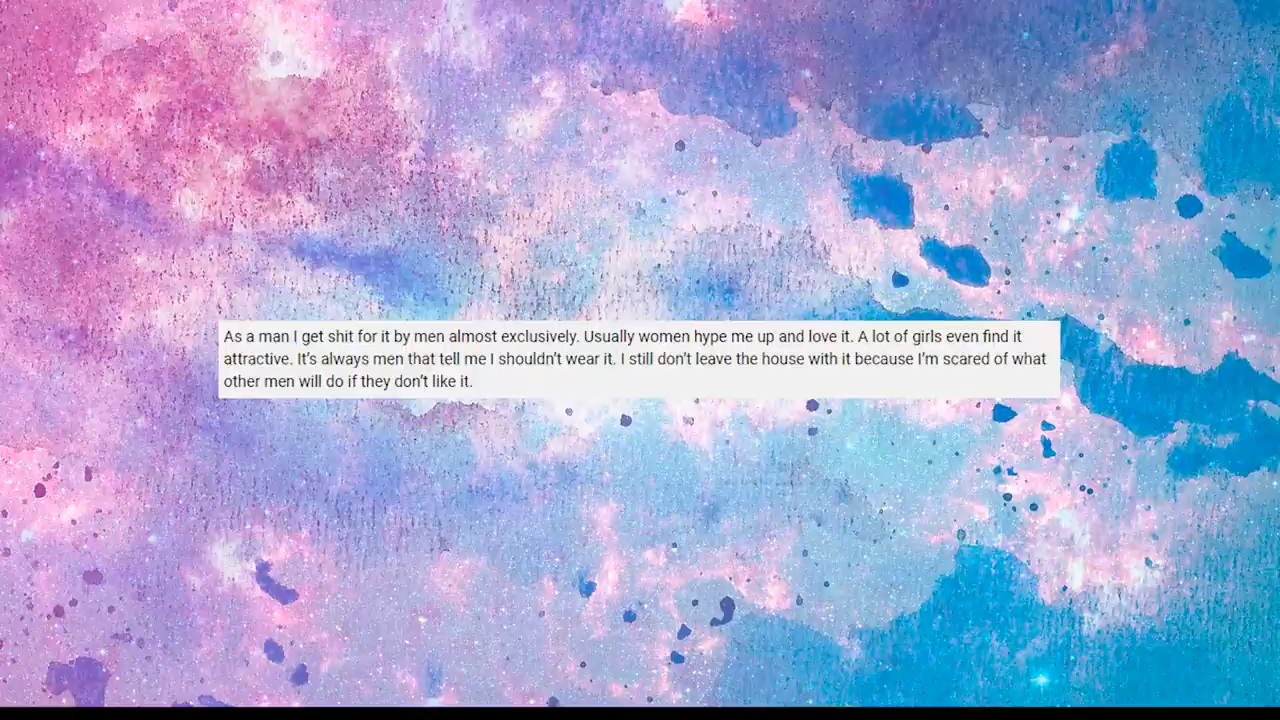 As a man I get shit for it by men almost exclusively. Usually women hype me up and love it. A lot of girls even find it
attractive. It's always men that tell me I shouldn't wear it. I still don't leave the house with it because I'm scared of what
other men will do if they don't like it.